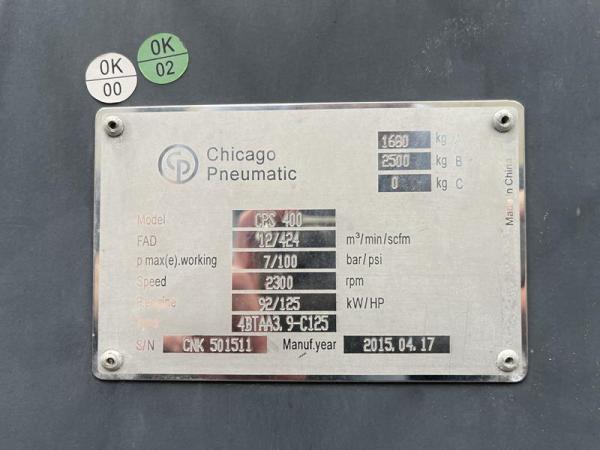 OK
00
OK
02
Chicago
Pneumatic
1680 kg A
2500 kg B
0 kg C
Made in China
Model CPS 400
FAD 12/424 m³/min/scfm
p max(e).working 7/100 bar/psi
Speed 2300 rpm
P engine 92/125 kW/HP
4BTAA3.9-C125
S/N CNK 501511 Manuf.year 2015.04.17